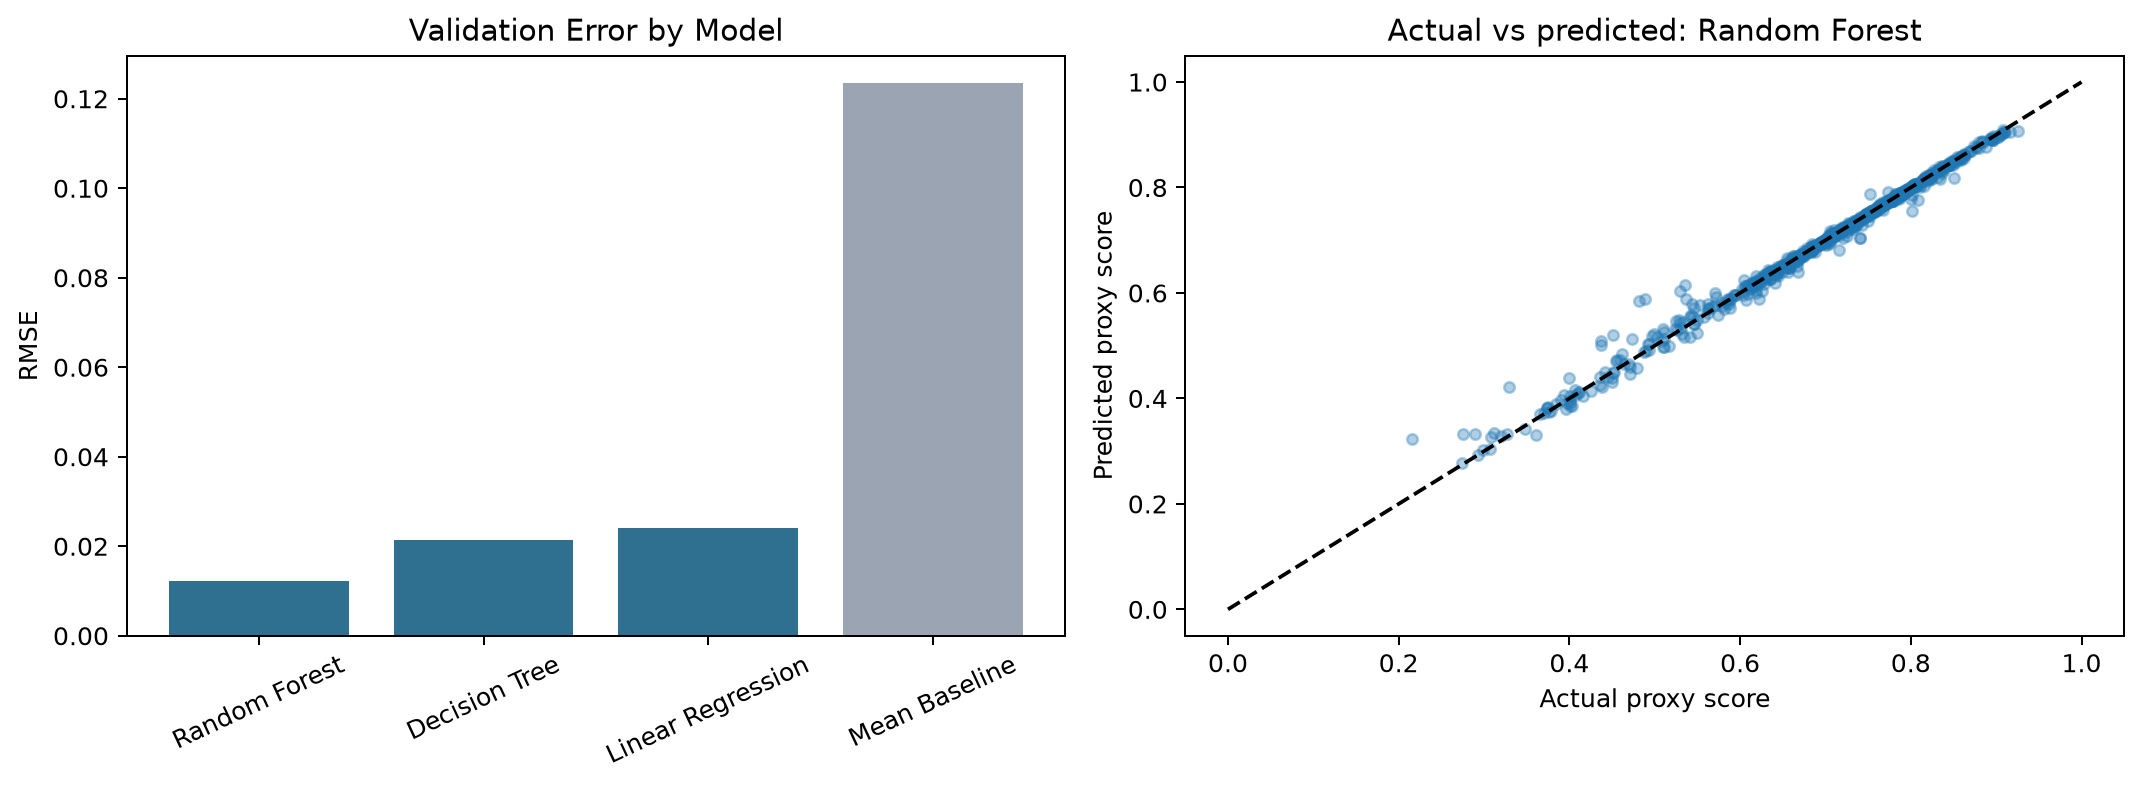 Validation Error by Model
RMSE
0.12
0.10
0.08
0.06
0.04
0.02
0.00
Random Forest
Decision Tree
Linear Regression
Mean Baseline
Actual vs predicted: Random Forest
Predicted proxy score
1.0
0.8
0.6
0.4
0.2
0.0
0.0 0.2 0.4 0.6 0.8 1.0
Actual proxy score